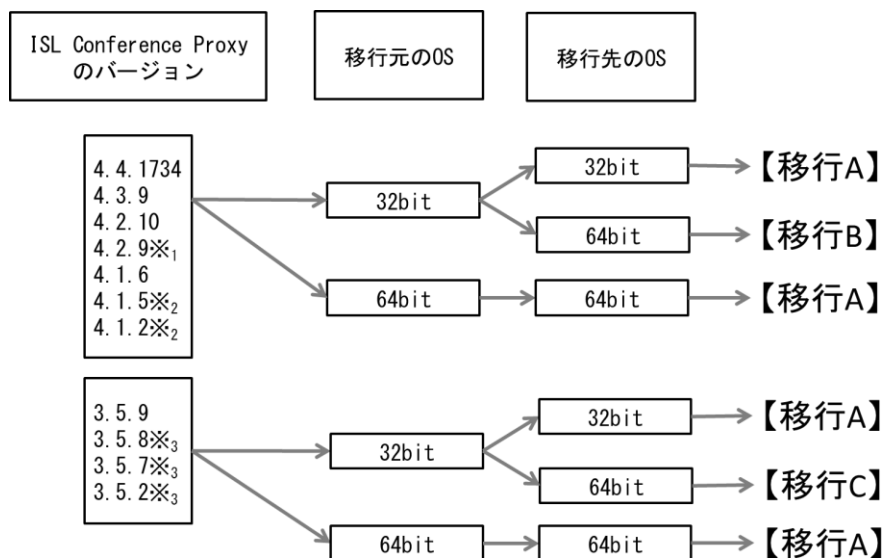 ISL Conference Proxy
のバージョン
移行元のOS
移行先のOS
4.4.1734
4.3.9
4.2.10
4.2.9※1
4.1.6
4.1.5※2
4.1.2※2
32bit
32bit
【移行A】
64bit
【移行B】
64bit
64bit
【移行A】
3.5.9
3.5.8※3
3.5.7※3
3.5.2※3
32bit
32bit
【移行A】
64bit
【移行C】
64bit
64bit
【移行A】